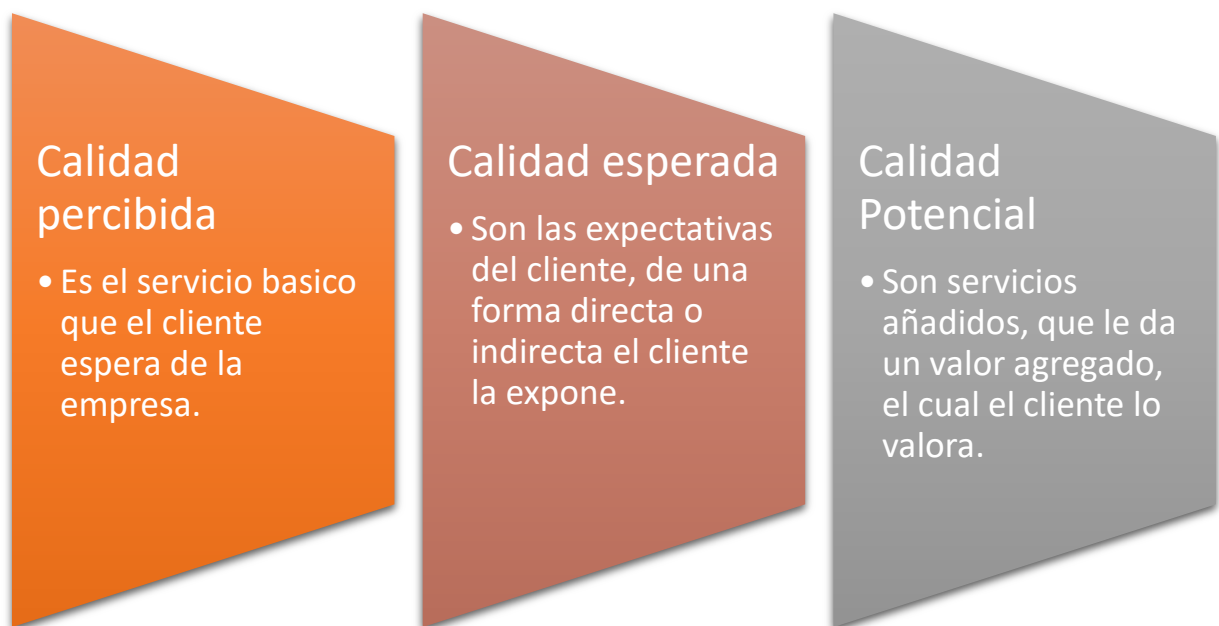 Calidad
percibida
• Es el servicio basico
que el cliente
espera de la
empresa.
Calidad esperada
• Son las expectativas
del cliente, de una
forma directa o
indirecta el cliente
la expone.
Calidad
Potencial
• Son servicios
añadidos, que le da
un valor agregado,
el cual el cliente lo
valora.